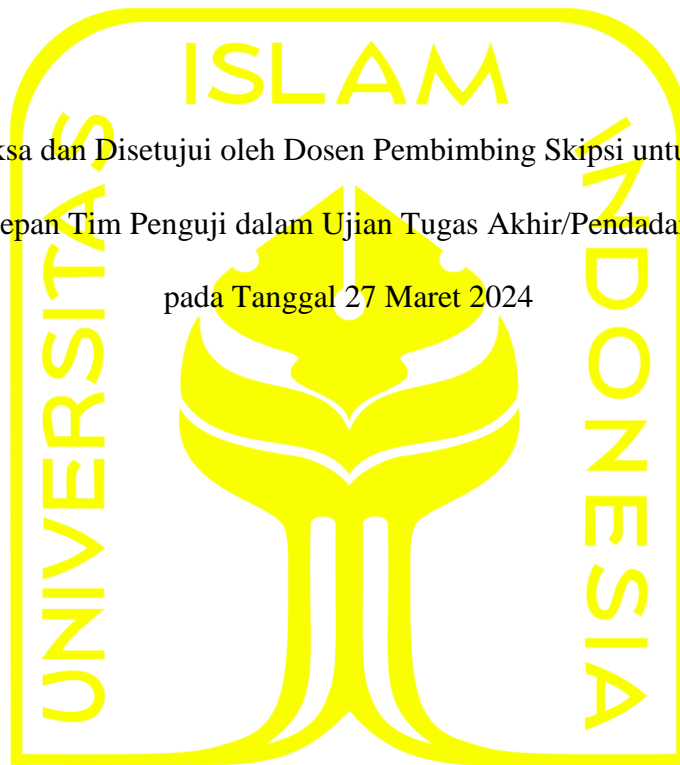 ISLAM
UNIVERSITAS
INDONESIA
ksa dan Disetujui oleh Dosen Pembimbing Skipsi untu
epan Tim Penguji dalam Ujian Tugas Akhir/Pendada
pada Tanggal 27 Maret 2024